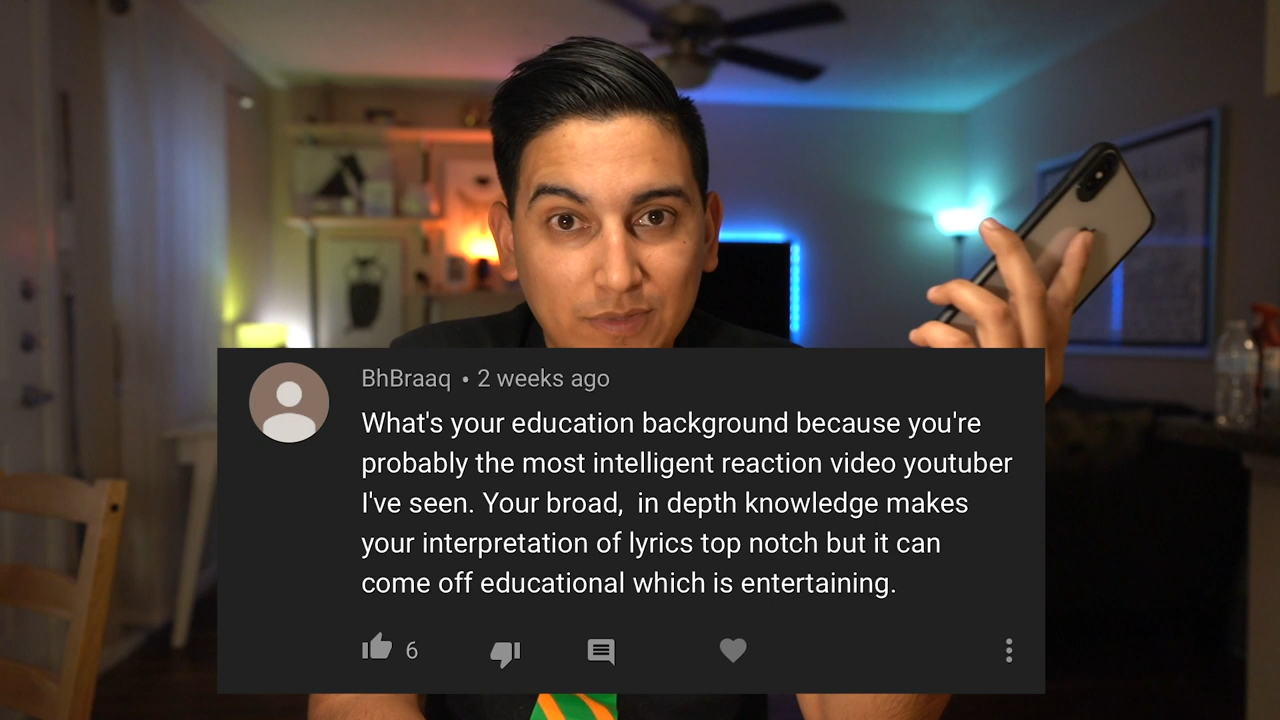 BhBraaq • 2 weeks ago
What's your education background because you're
probably the most intelligent reaction video youtuber
I've seen. Your broad,  in depth knowledge makes
your interpretation of lyrics top notch but it can
come off educational which is entertaining.
6